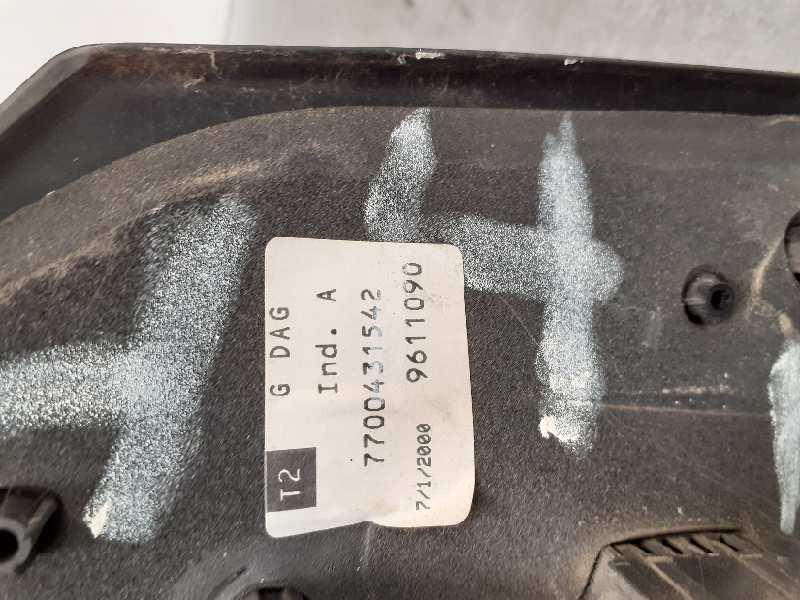 G DAG
Ind. A
7700431542
7/1/2000 9611090
T2